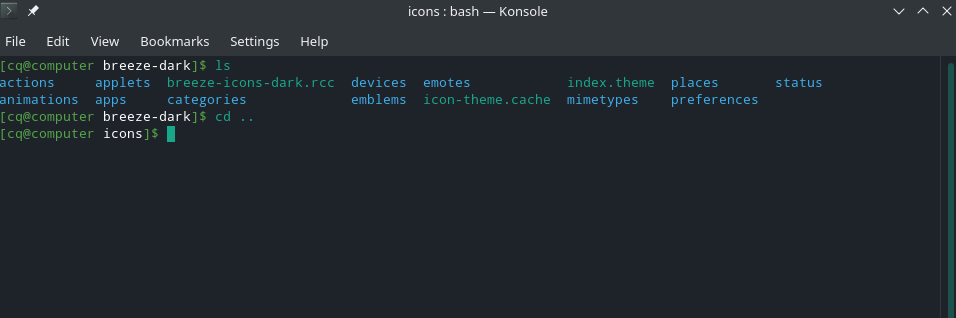 icons : bash — Konsole
File Edit View Bookmarks Settings Help
[cq@computer breeze-dark]$ ls
actions applets breeze-icons-dark.rcc devices emotes index.theme places status
animations apps categories emblems icon-theme.cache mimetypes preferences
[cq@computer breeze-dark]$ cd ..
[cq@computer icons]$